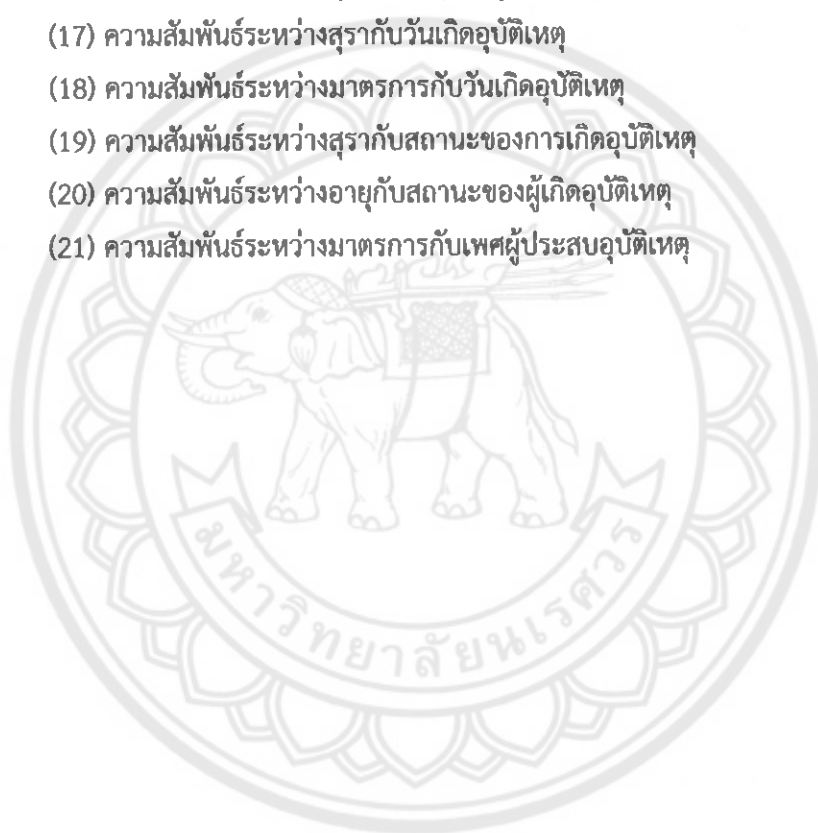 (17) ความสัมพันธ์ระหว่างสุรากับวันเกิดอุบัติเหตุ
(18) ความสัมพันธ์ระหว่างมาตรการกับวันเกิดอุบัติเหตุ
(19) ความสัมพันธ์ระหว่างสุรากับสถานะของการเกิดอุบัติเหตุ
(20) ความสัมพันธ์ระหว่างอายุกับสถานะของผู้เกิดอุบัติเหตุ
(21) ความสัมพันธ์ระหว่างมาตรการกับเพศผู้ประสบอุบัติเหตุ
มหาวิทยาลัยนเรศวร